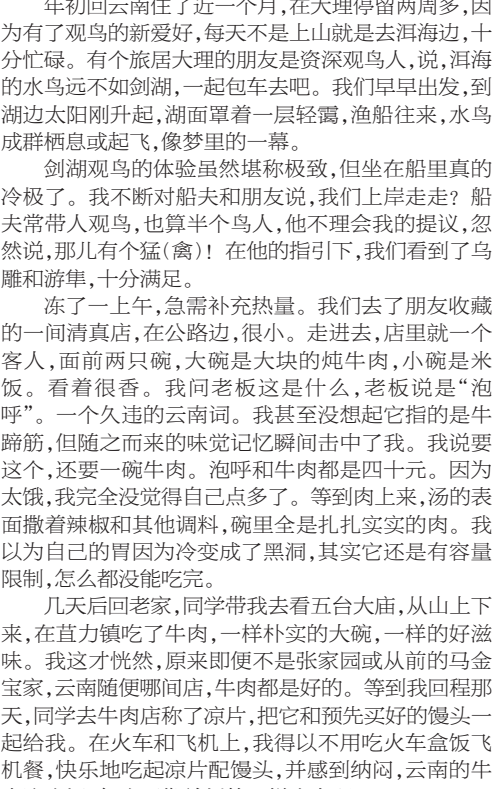 年初回云南住了近一个月,在大理停留两周多,因
为有了观鸟的新爱好,每天不是上山就是去洱海边,十
分忙碌。有个旅居大理的朋友是资深观鸟人,说,洱海
的水鸟远不如剑湖,一起包车去吧。我们早早出发,到
湖边太阳刚升起,湖面罩着一层轻霭,渔船往来,水鸟
成群栖息或起飞,像梦里的一幕。
剑湖观鸟的体验虽然堪称极致,但坐在船里真的
冷极了。我不断对船夫和朋友说,我们上岸走走?船
夫常带人观鸟,也算半个鸟人,他不理会我的提议,忽
然说,那儿有个猛(禽)!在他的指引下,我们看到了乌
雕和游隼,十分满足。
冻了一上午,急需补充热量。我们去了朋友收藏
的一间清真店,在公路边,很小。走进去,店里就一个
客人,面前两只碗,大碗是大块的炖牛肉,小碗是米
饭。看着很香。我问老板这是什么,老板说是“泡
呼”。一个久违的云南词。我甚至没想起它指的是牛
蹄筋,但随之而来的味觉记忆瞬间击中了我。我说要
这个,还要一碗牛肉。泡呼和牛肉都是四十元。因为
太饿,我完全没觉得自己点多了。等到肉上来,汤的表
面撒着辣椒和其他调料,碗里全是扎扎实实的肉。我
以为自己的胃因为冷变成了黑洞,其实它还是有容量
限制,怎么都没能吃完。
几天后回老家,同学带我去看五台大庙,从山上下
来,在苴力镇吃了牛肉,一样朴实的大碗,一样的好滋
味。我这才恍然,原来即便不是张家园或从前的马金
宝家,云南随便哪间店,牛肉都是好的。等到我回程那
天,同学去牛肉店称了凉片,把它和预先买好的馒头一
起给我。在火车和飞机上,我得以不用吃火车盒饭飞
机餐,快乐地吃起凉片配馒头,并感到纳闷,云南的牛